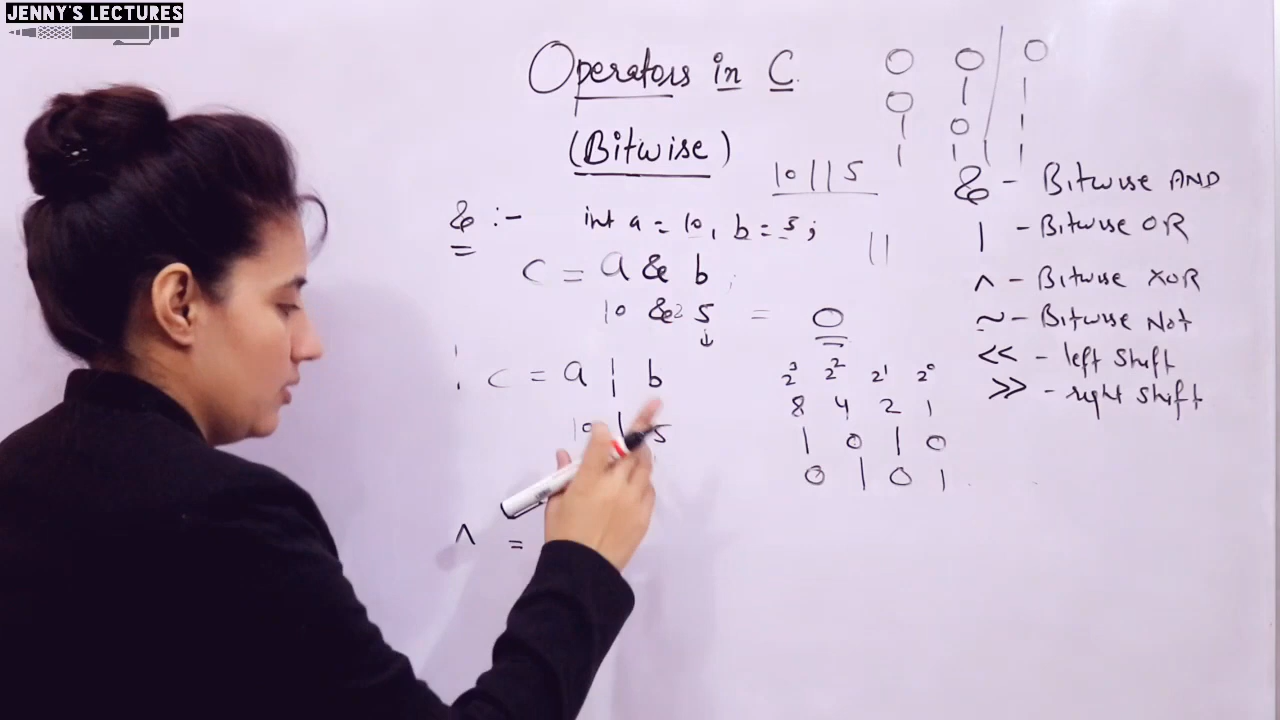 JENNY'S LECTURES
Operators in C.
(Bitwise)
0 0 / 0
0 1 / 1
1 0 / 1
1 1 / 1
10 || 5
& :- int a = 10, b = 5;
||
c = a & b;
10 & 5 = 0
↓
| c = a | b
10 | 5
^ =
2³ 2² 2¹ 2⁰
8 4 2 1
1 0 1 0
0 1 0 1
& - Bitwise AND
| - Bitwise OR
^ - Bitwise XOR
~ - Bitwise Not
<< - left Shift
>> - right Shift